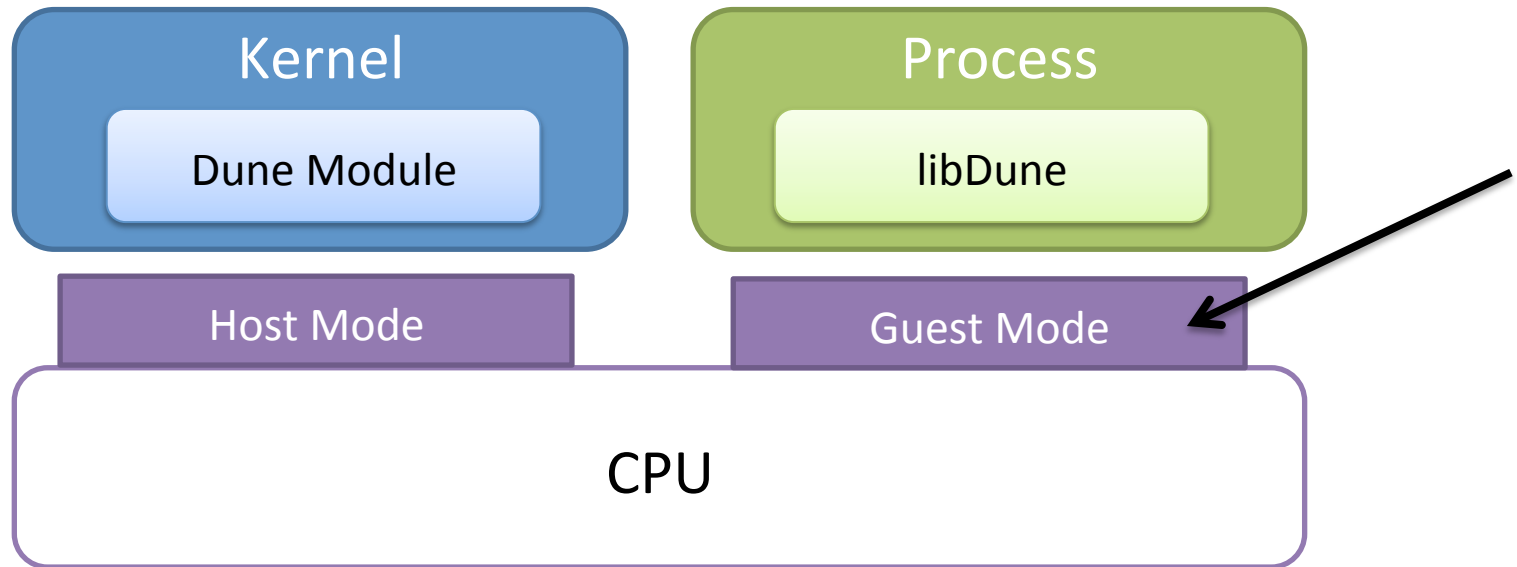 Kernel
Process
Dune Module
libDune
Host Mode
Guest Mode
CPU